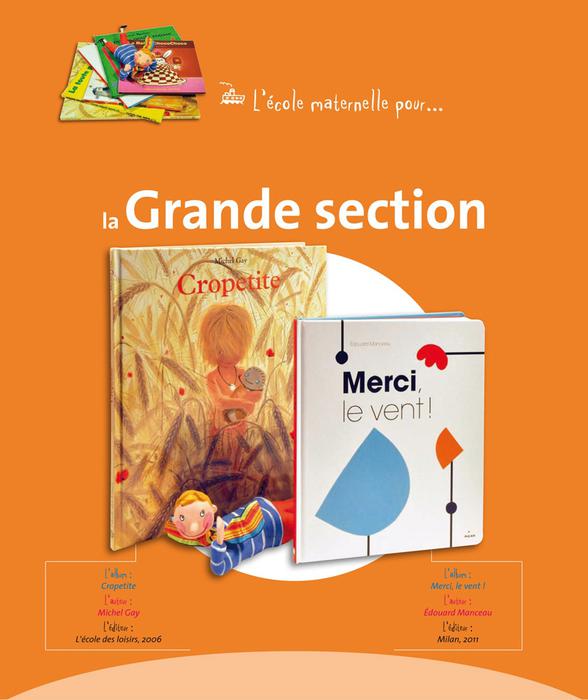 L'école maternelle pour...
la Grande section
Michel Gay
Cropetite
Édouard Manceau
Merci,
le vent !
MILAN
L'album :
Cropetite
L'auteur :
Michel Gay
L'éditeur :
L'école des loisirs, 2006
L'album :
Merci, le vent !
L'auteur :
Édouard Manceau
L'éditeur :
Milan, 2011